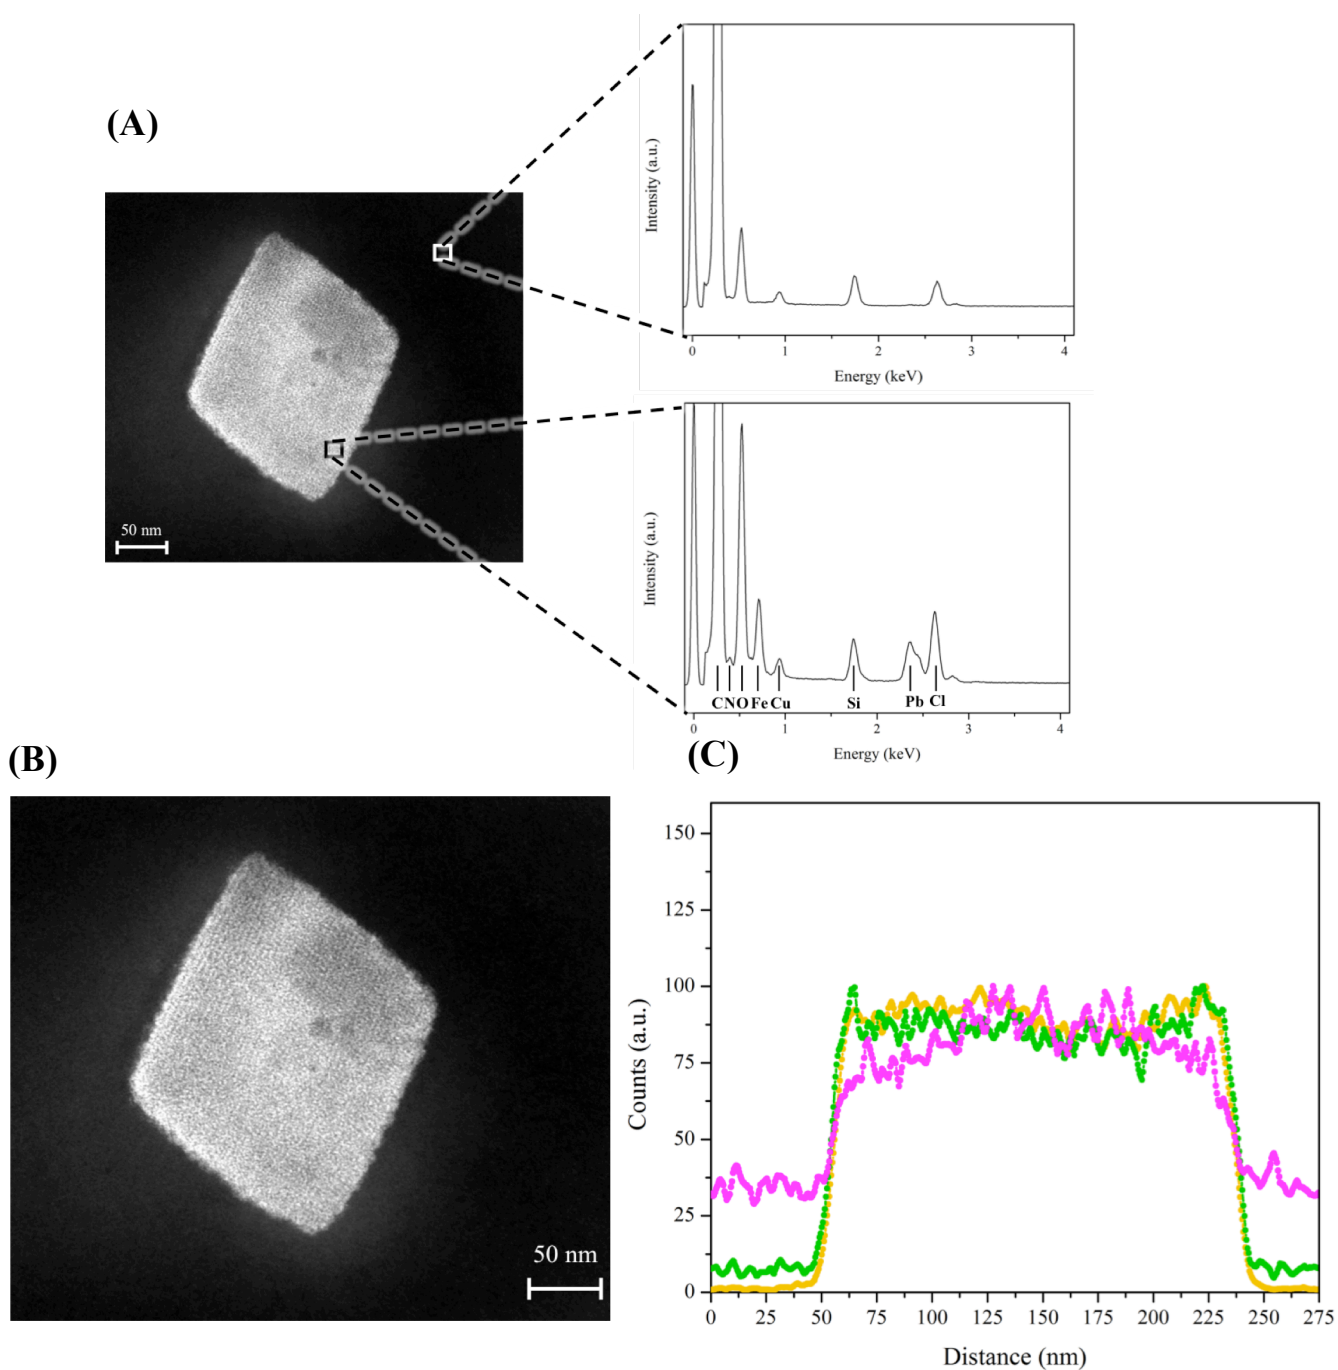 (A)
Intensity (a.u.)
0 1 2 3 4
Energy (keV)
50 nm
Intensity (a.u.)
C N O Fe Cu Si Pb Cl
0 1 2 3 4
Energy (keV)
(B)
50 nm
(C)
Counts (a.u.)
150
125
100
75
50
25
0
0 25 50 75 100 125 150 175 200 225 250 275
Distance (nm)